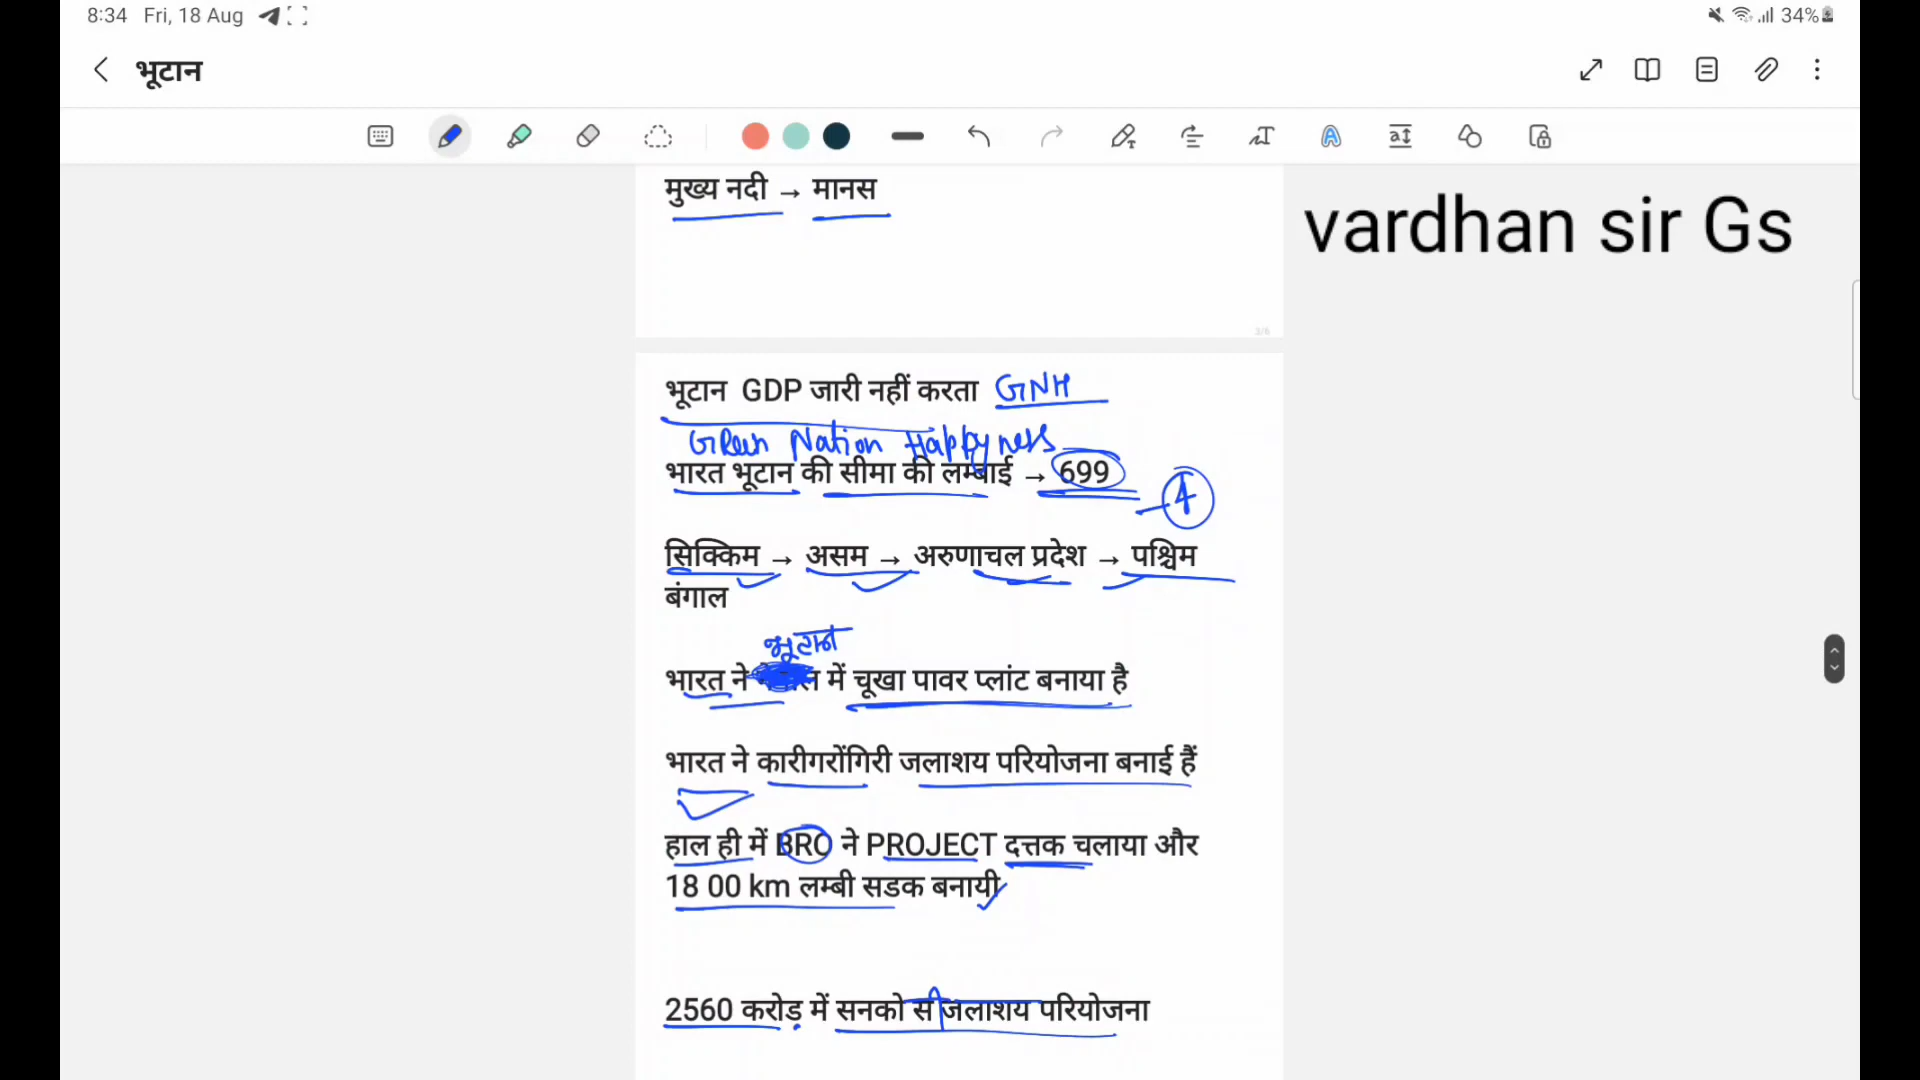 8:34 Fri, 18 Aug 34%
भूटान
मुख्य नदी → मानस
vardhan sir Gs
3/6
भूटान GDP जारी नहीं करता GNH
Green Nation Happyness
भारत भूटान की सीमा की लम्बाई → 699
4
सिक्किम → असम → अरुणाचल प्रदेश → पश्चिम
बंगाल
भूटान
भारत ने में चूखा पावर प्लांट बनाया है
भारत ने कारीगरोंगिरी जलाशय परियोजना बनाई हैं
हाल ही में BRO ने PROJECT दत्तक चलाया और
18 00 km लम्बी सडक बनायी
2560 करोड़ में सनको स जलाशय परियोजना